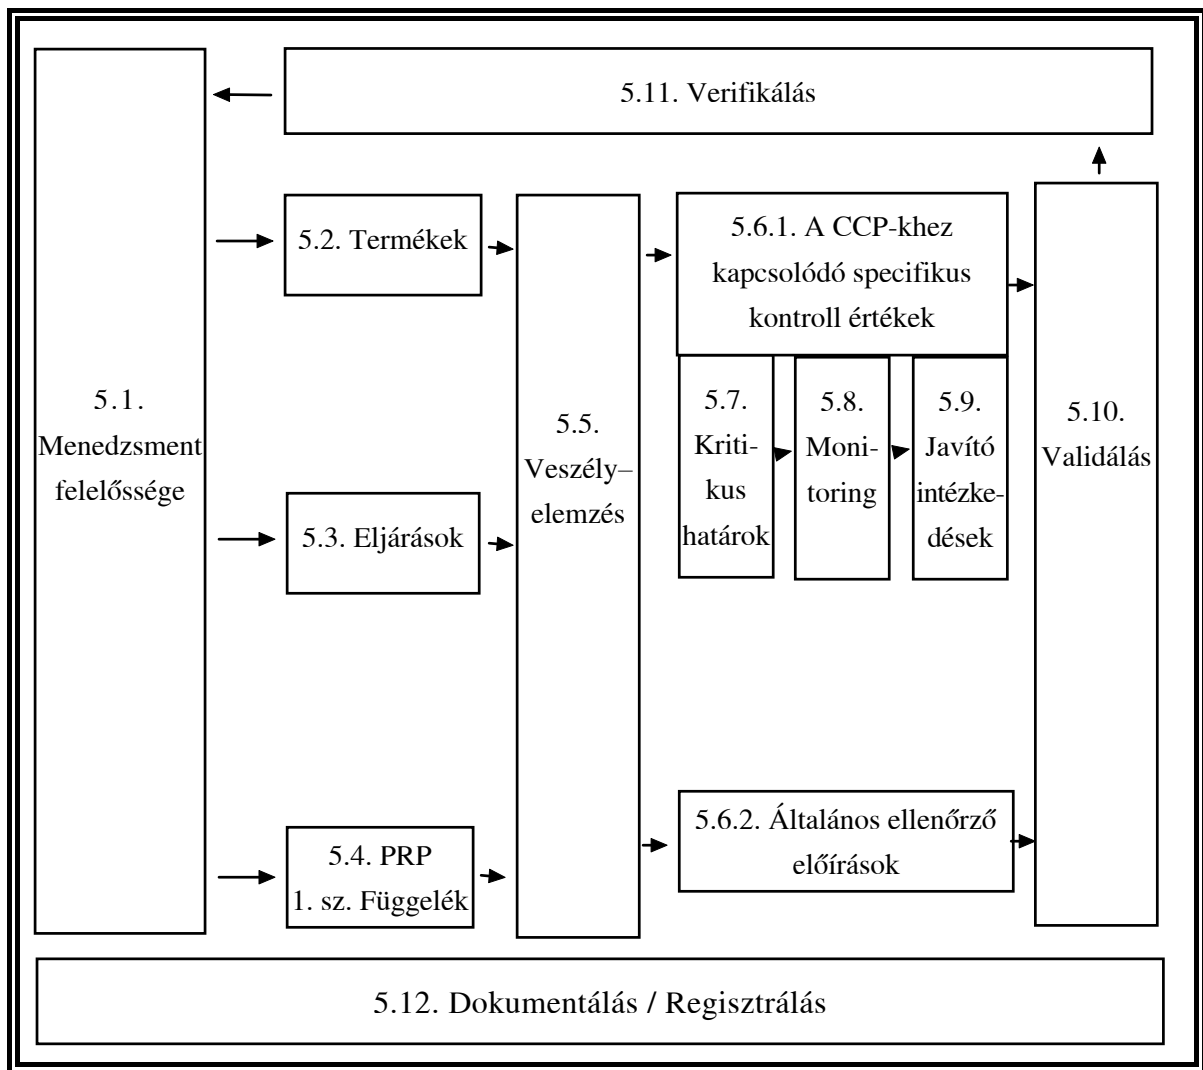 5.11. Verifikálás
5.1.
Menedzsment
felelőssége
5.2. Termékek
5.3. Eljárások
5.4. PRP
1. sz. Függelék
5.5.
Veszély–
elemzés
5.6.1. A CCP-khez
kapcsolódó specifikus
kontroll értékek
5.7.
Kriti-
kus
határok
5.8.
Moni-
toring
5.9.
Javító
intézke-
dések
5.6.2. Általános ellenőrző
előírások
5.10.
Validálás
5.12. Dokumentálás / Regisztrálás